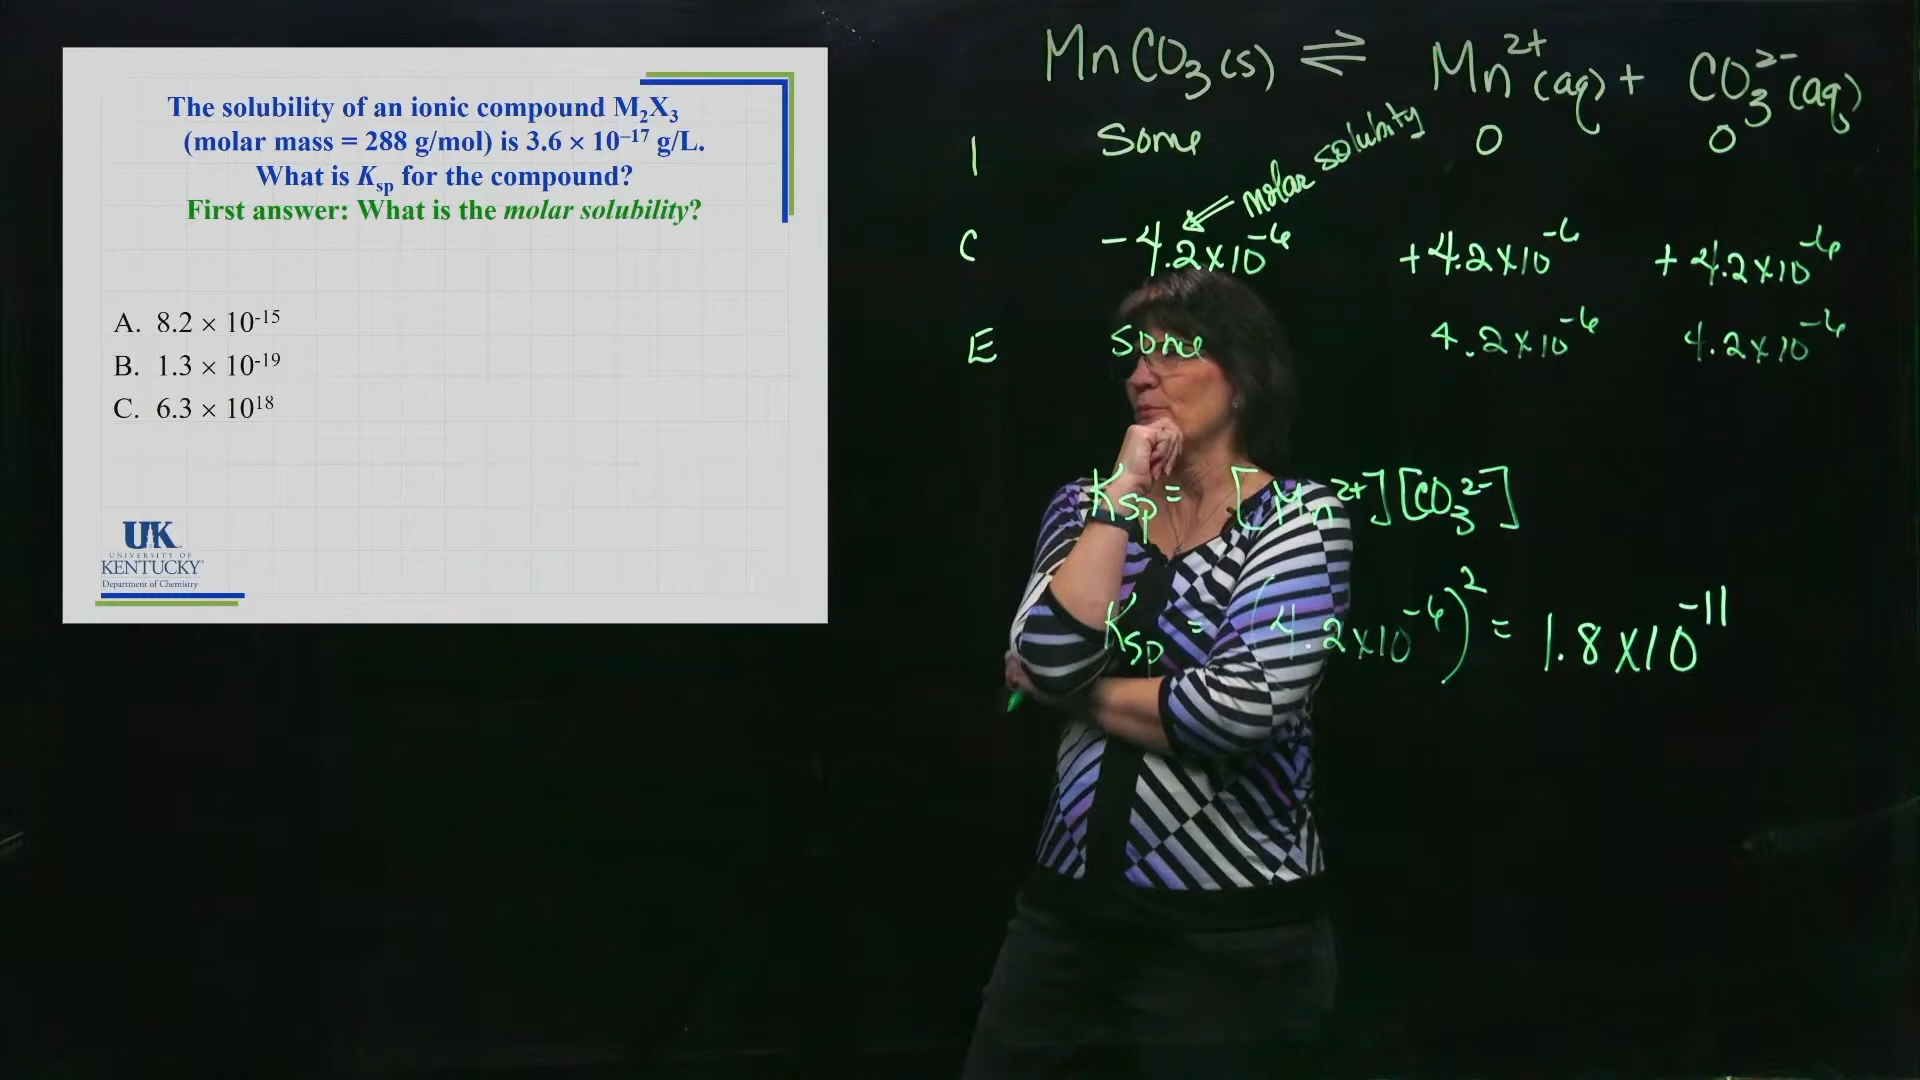 The solubility of an ionic compound M₂X₃
(molar mass = 288 g/mol) is 3.6 × 10⁻¹⁷ g/L.
What is Kₛₚ for the compound?
First answer: What is the molar solubility?
A. 8.2 × 10⁻¹⁵
B. 1.3 × 10⁻¹⁹
C. 6.3 × 10¹⁸
UK
UNIVERSITY OF
KENTUCKY
Department of Chemistry
MnCO₃(s) ⇌ Mn²⁺(aq) + CO₃²⁻(aq)
I some 0 0
⇐ molar solubility
C -4.2x10⁻⁶ +4.2x10⁻⁶ +4.2x10⁻⁶
E some 4.2x10⁻⁶ 4.2x10⁻⁶
Ksp = [Mn²⁺][CO₃²⁻]
Ksp = (4.2x10⁻⁶)² = 1.8x10⁻¹¹